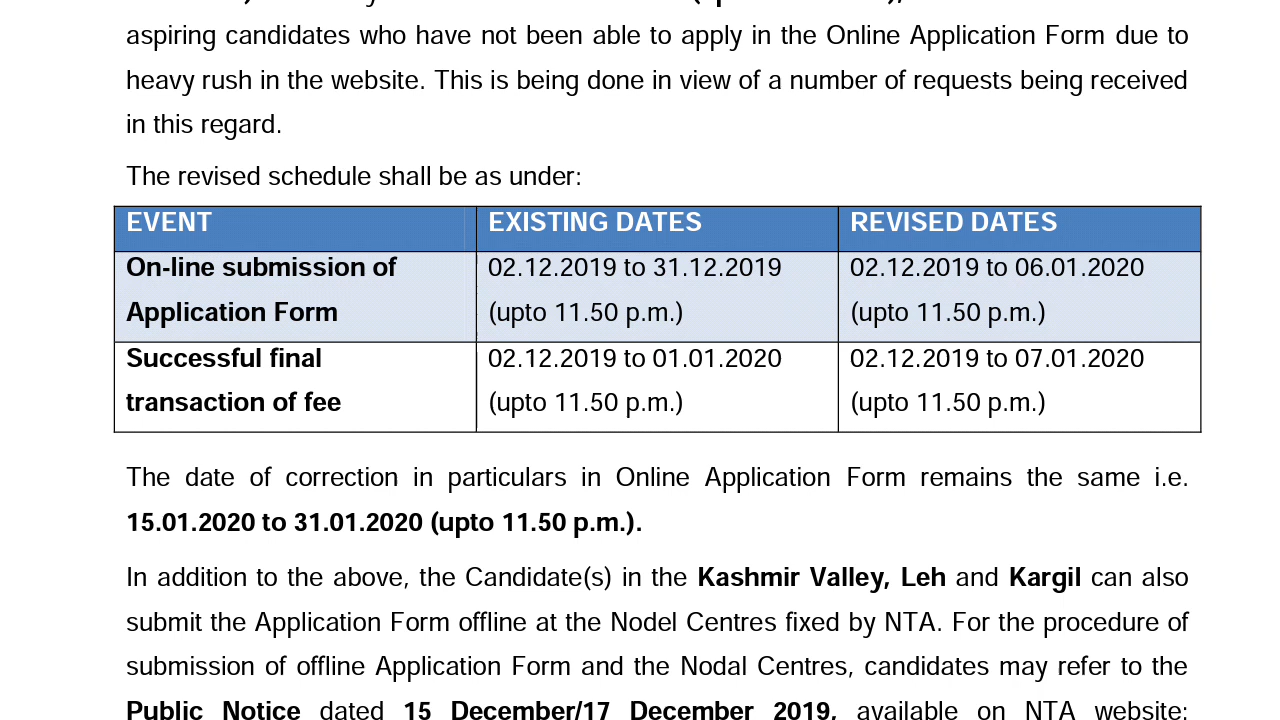 aspiring candidates who have not been able to apply in the Online Application Form due to
heavy rush in the website. This is being done in view of a number of requests being received
in this regard.
The revised schedule shall be as under:
EVENT EXISTING DATES REVISED DATES
On-line submission of 02.12.2019 to 31.12.2019 02.12.2019 to 06.01.2020
Application Form (upto 11.50 p.m.) (upto 11.50 p.m.)
Successful final 02.12.2019 to 01.01.2020 02.12.2019 to 07.01.2020
transaction of fee (upto 11.50 p.m.) (upto 11.50 p.m.)
The date of correction in particulars in Online Application Form remains the same i.e.
15.01.2020 to 31.01.2020 (upto 11.50 p.m.).
In addition to the above, the Candidate(s) in the Kashmir Valley, Leh and Kargil can also
submit the Application Form offline at the Nodel Centres fixed by NTA. For the procedure of
submission of offline Application Form and the Nodal Centres, candidates may refer to the
Public Notice dated 15 December/17 December 2019, available on NTA website: